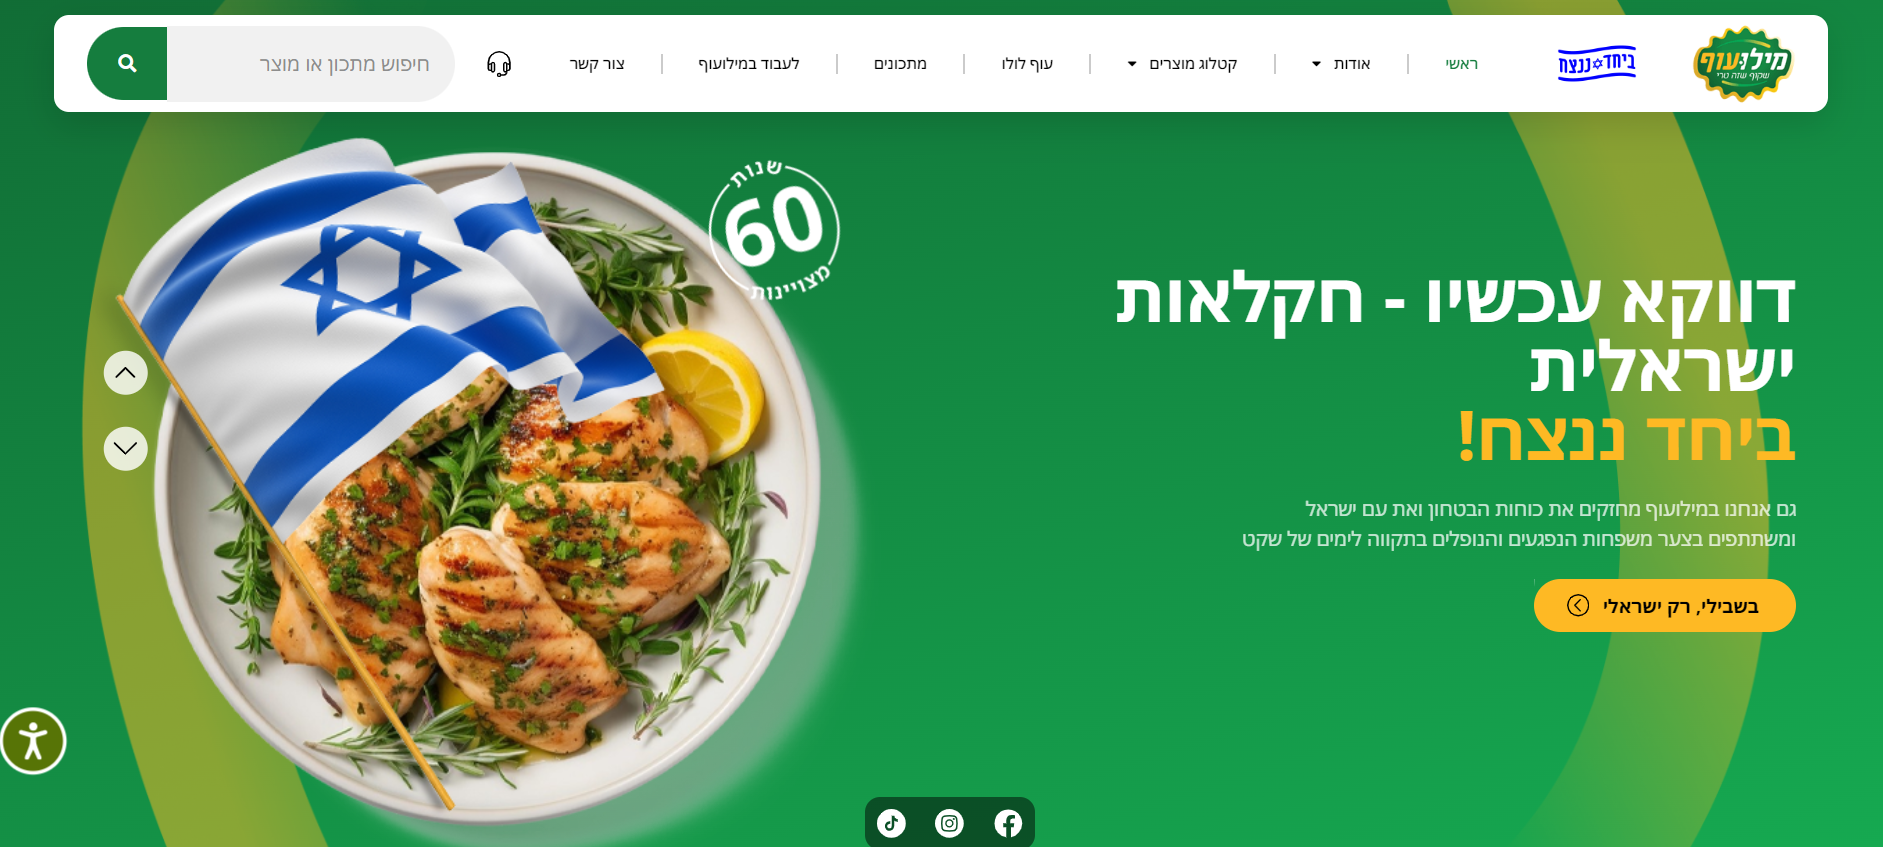 מילועוף
שקוף שזה טרי
ביחד ננצח
ראשי
אודות
קטלוג מוצרים
עוף לולו
מתכונים
לעבוד במילועוף
צור קשר
חיפוש מתכון או מוצר
שנות
60
מצויינות
דווקא עכשיו - חקלאות
ישראלית
ביחד ננצח!
גם אנחנו במילועוף מחזקים את כוחות הבטחון ואת עם ישראל
ומשתתפים בצער משפחות הנפגעים והנופלים בתקווה לימים של שקט
בשבילי, רק ישראלי